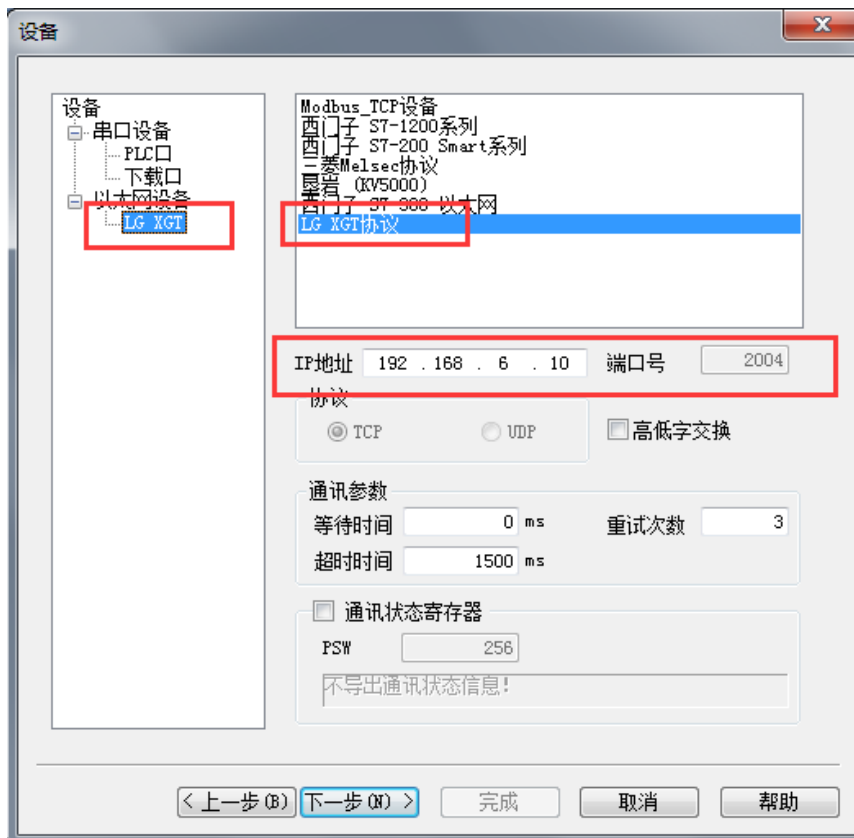 设备
设备
串口设备
PLC口
下载口
以太网设备
LG XGT
Modbus_TCP设备
西门子 S7-1200系列
西门子 S7-200 Smart系列
三菱Melsec协议
(KV5000)
西门子 S7-300 以太网
LG XGT协议
IP地址 192 . 168 . 6 . 10 端口号 2004
协议
TCP UDP 高低字交换
通讯参数
等待时间 0 ms 重试次数 3
超时时间 1500 ms
通讯状态寄存器
PSW 256
不导出通讯状态信息!
< 上一步(B) 下一步(N) > 完成 取消 帮助